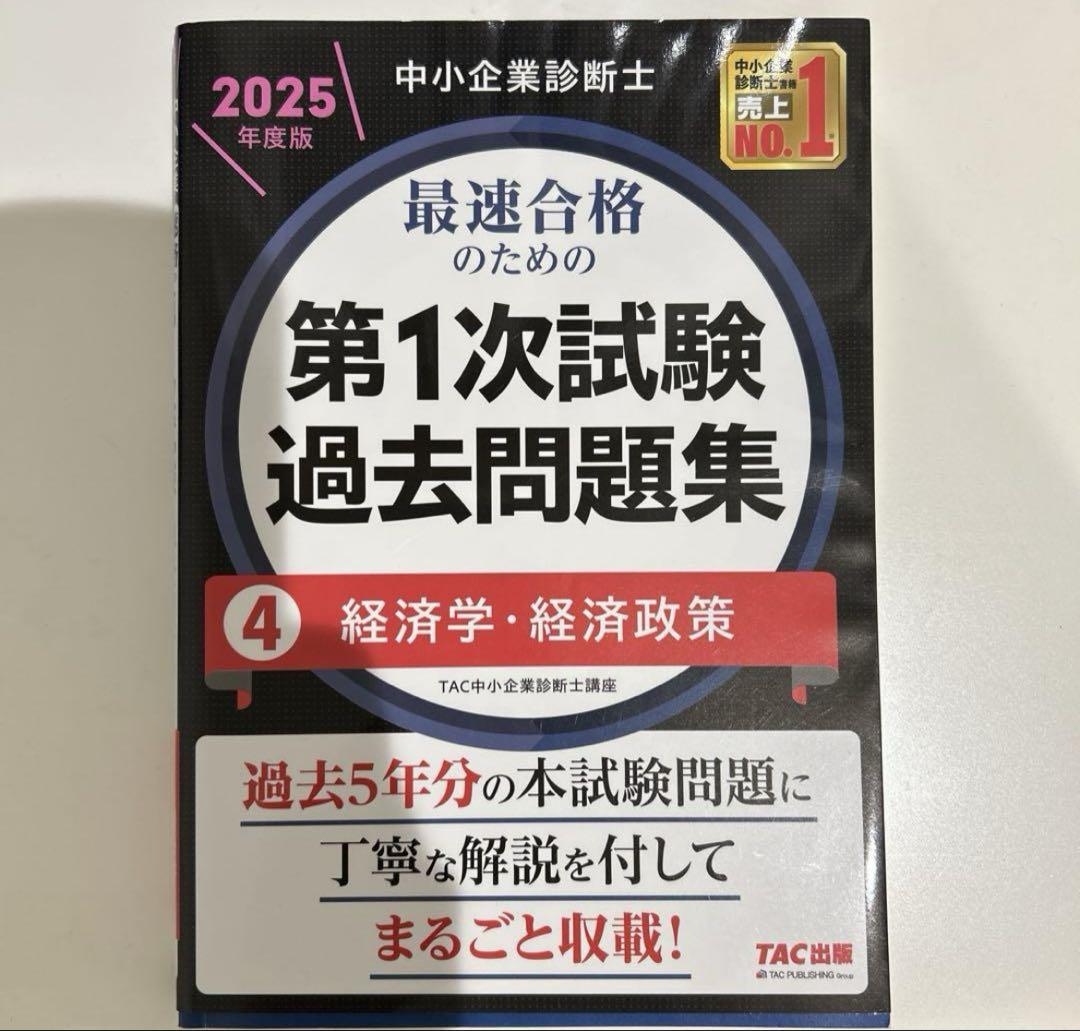 2025
年度版
中小企業診断士
中小企業
診断士書籍
売上
NO.1
最速合格
のための
第1次試験
過去問題集
4 経済学・経済政策
TAC中小企業診断士講座
過去5年分の本試験問題に
丁寧な解説を付して
まるごと収載!
TAC出版
TAC PUBLISHING Group